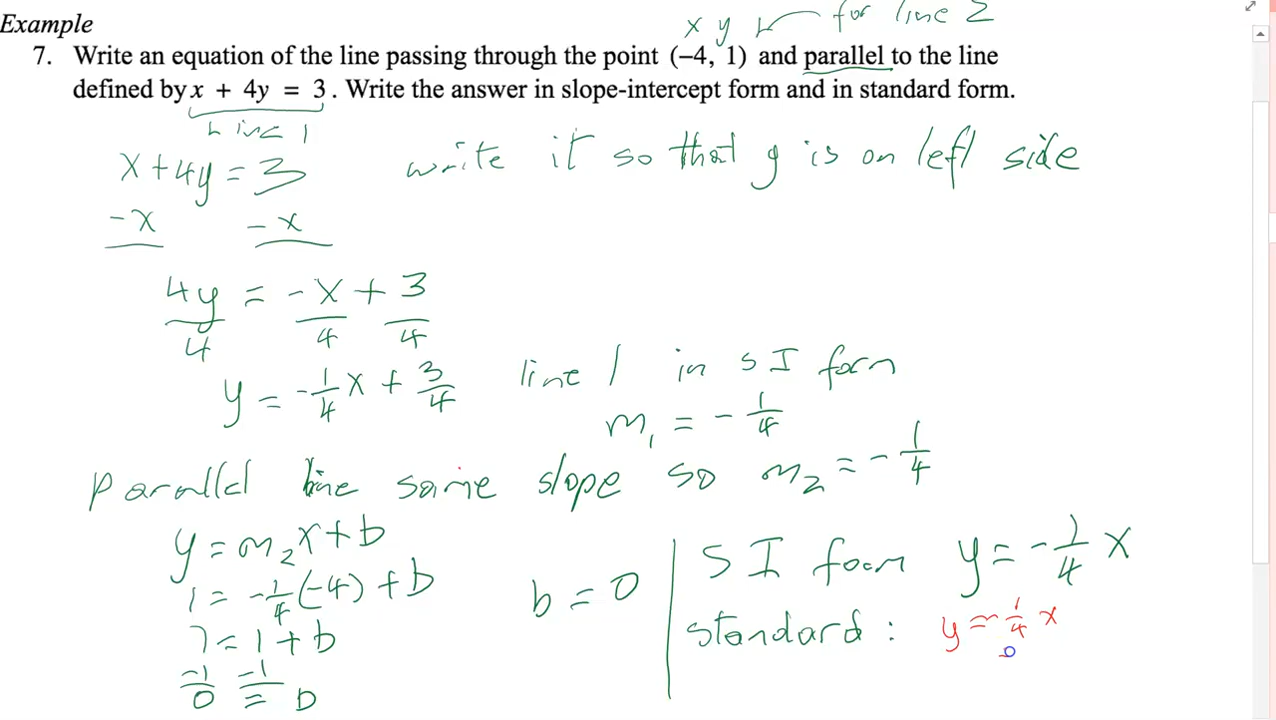 Example
x y ← for line 2
7. Write an equation of the line passing through the point (−4, 1) and parallel to the line
defined by x + 4y = 3. Write the answer in slope-intercept form and in standard form.
Line 1
x + 4y = 3 write it so that y is on left side
-x -x
4y = -x + 3
4 4 4
y = -1/4 x + 3/4 line 1 in SI form
m₁ = -1/4
Parallel line same slope so m₂ = -1/4
y = m₂x + b
1 = -1/4(-4) + b b = 0
1 = 1 + b
-1 -1
0 = b
SI form y = -1/4 x
standard: y = -1/4 x